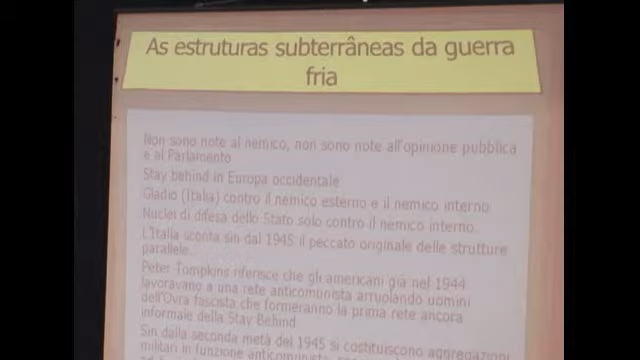 As estruturas subterrâneas da guerra
fria
Non sono note al nemico, non sono note all'opinione pubblica
e al Parlamento
Stay behind in Europa occidentale
Gladio (Italia) contro il nemico esterno e il nemico interno
Nuclei di difesa dello Stato solo contro il nemico interno.
L'Italia sconta sin dal 1945 il peccato originale delle strutture
parallele.
Peter Tompkins riferisce che gli americani già nel 1944
lavoravano a una rete anticomunista arruolando uomini
dell'Ovra fascista che formeranno la prima rete ancora
informale della Stay Behind
Sin dalla seconda metà del 1945 si costituiscono aggregazioni
militari in funzione anticomunista,